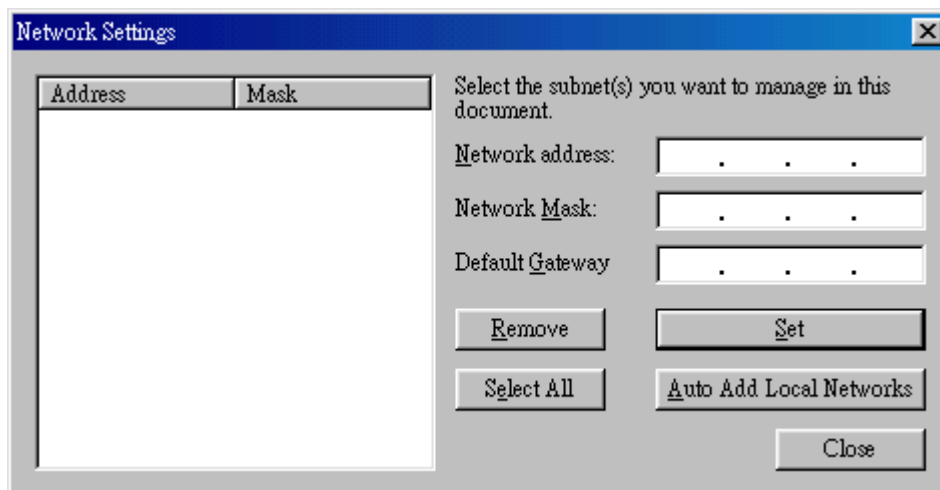 Network Settings
Address Mask
Select the subnet(s) you want to manage in this
document.
Network address: . . .
Network Mask: . . .
Default Gateway . . .
Remove Set
Select All Auto Add Local Networks
Close